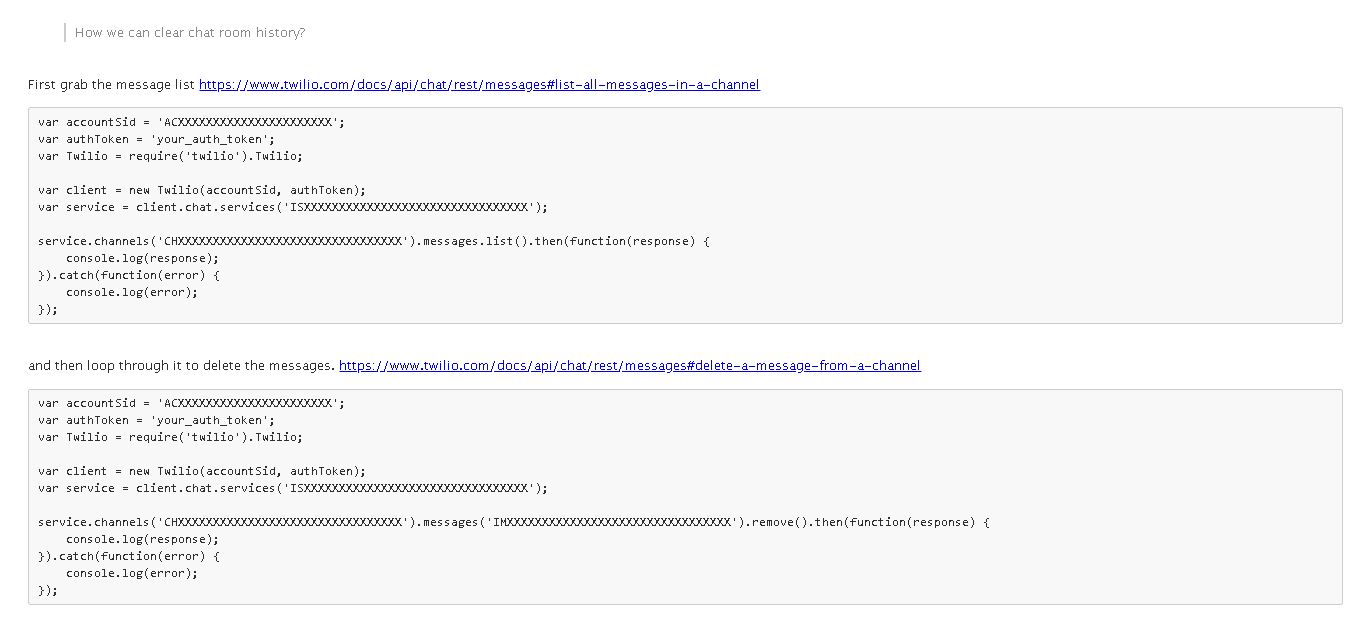 How we can clear chat room history?
First grab the message list https://www.twilio.com/docs/api/chat/rest/messages#list-all-messages-in-a-channel
var accountSid = 'ACXXXXXXXXXXXXXXXXXXXXXX';
var authToken = 'your_auth_token';
var Twilio = require('twilio').Twilio;
var client = new Twilio(accountSid, authToken);
var service = client.chat.services('ISXXXXXXXXXXXXXXXXXXXXXXXXXXXXXXXX');
service.channels('CHXXXXXXXXXXXXXXXXXXXXXXXXXXXXXXXX').messages.list().then(function(response) {
    console.log(response);
}).catch(function(error) {
    console.log(error);
});
and then loop through it to delete the messages. https://www.twilio.com/docs/api/chat/rest/messages#delete-a-message-from-a-channel
var accountSid = 'ACXXXXXXXXXXXXXXXXXXXXXX';
var authToken = 'your_auth_token';
var Twilio = require('twilio').Twilio;
var client = new Twilio(accountSid, authToken);
var service = client.chat.services('ISXXXXXXXXXXXXXXXXXXXXXXXXXXXXXXXX');
service.channels('CHXXXXXXXXXXXXXXXXXXXXXXXXXXXXXXXX').messages('IMXXXXXXXXXXXXXXXXXXXXXXXXXXXXXXXX').remove().then(function(response) {
    console.log(response);
}).catch(function(error) {
    console.log(error);
});